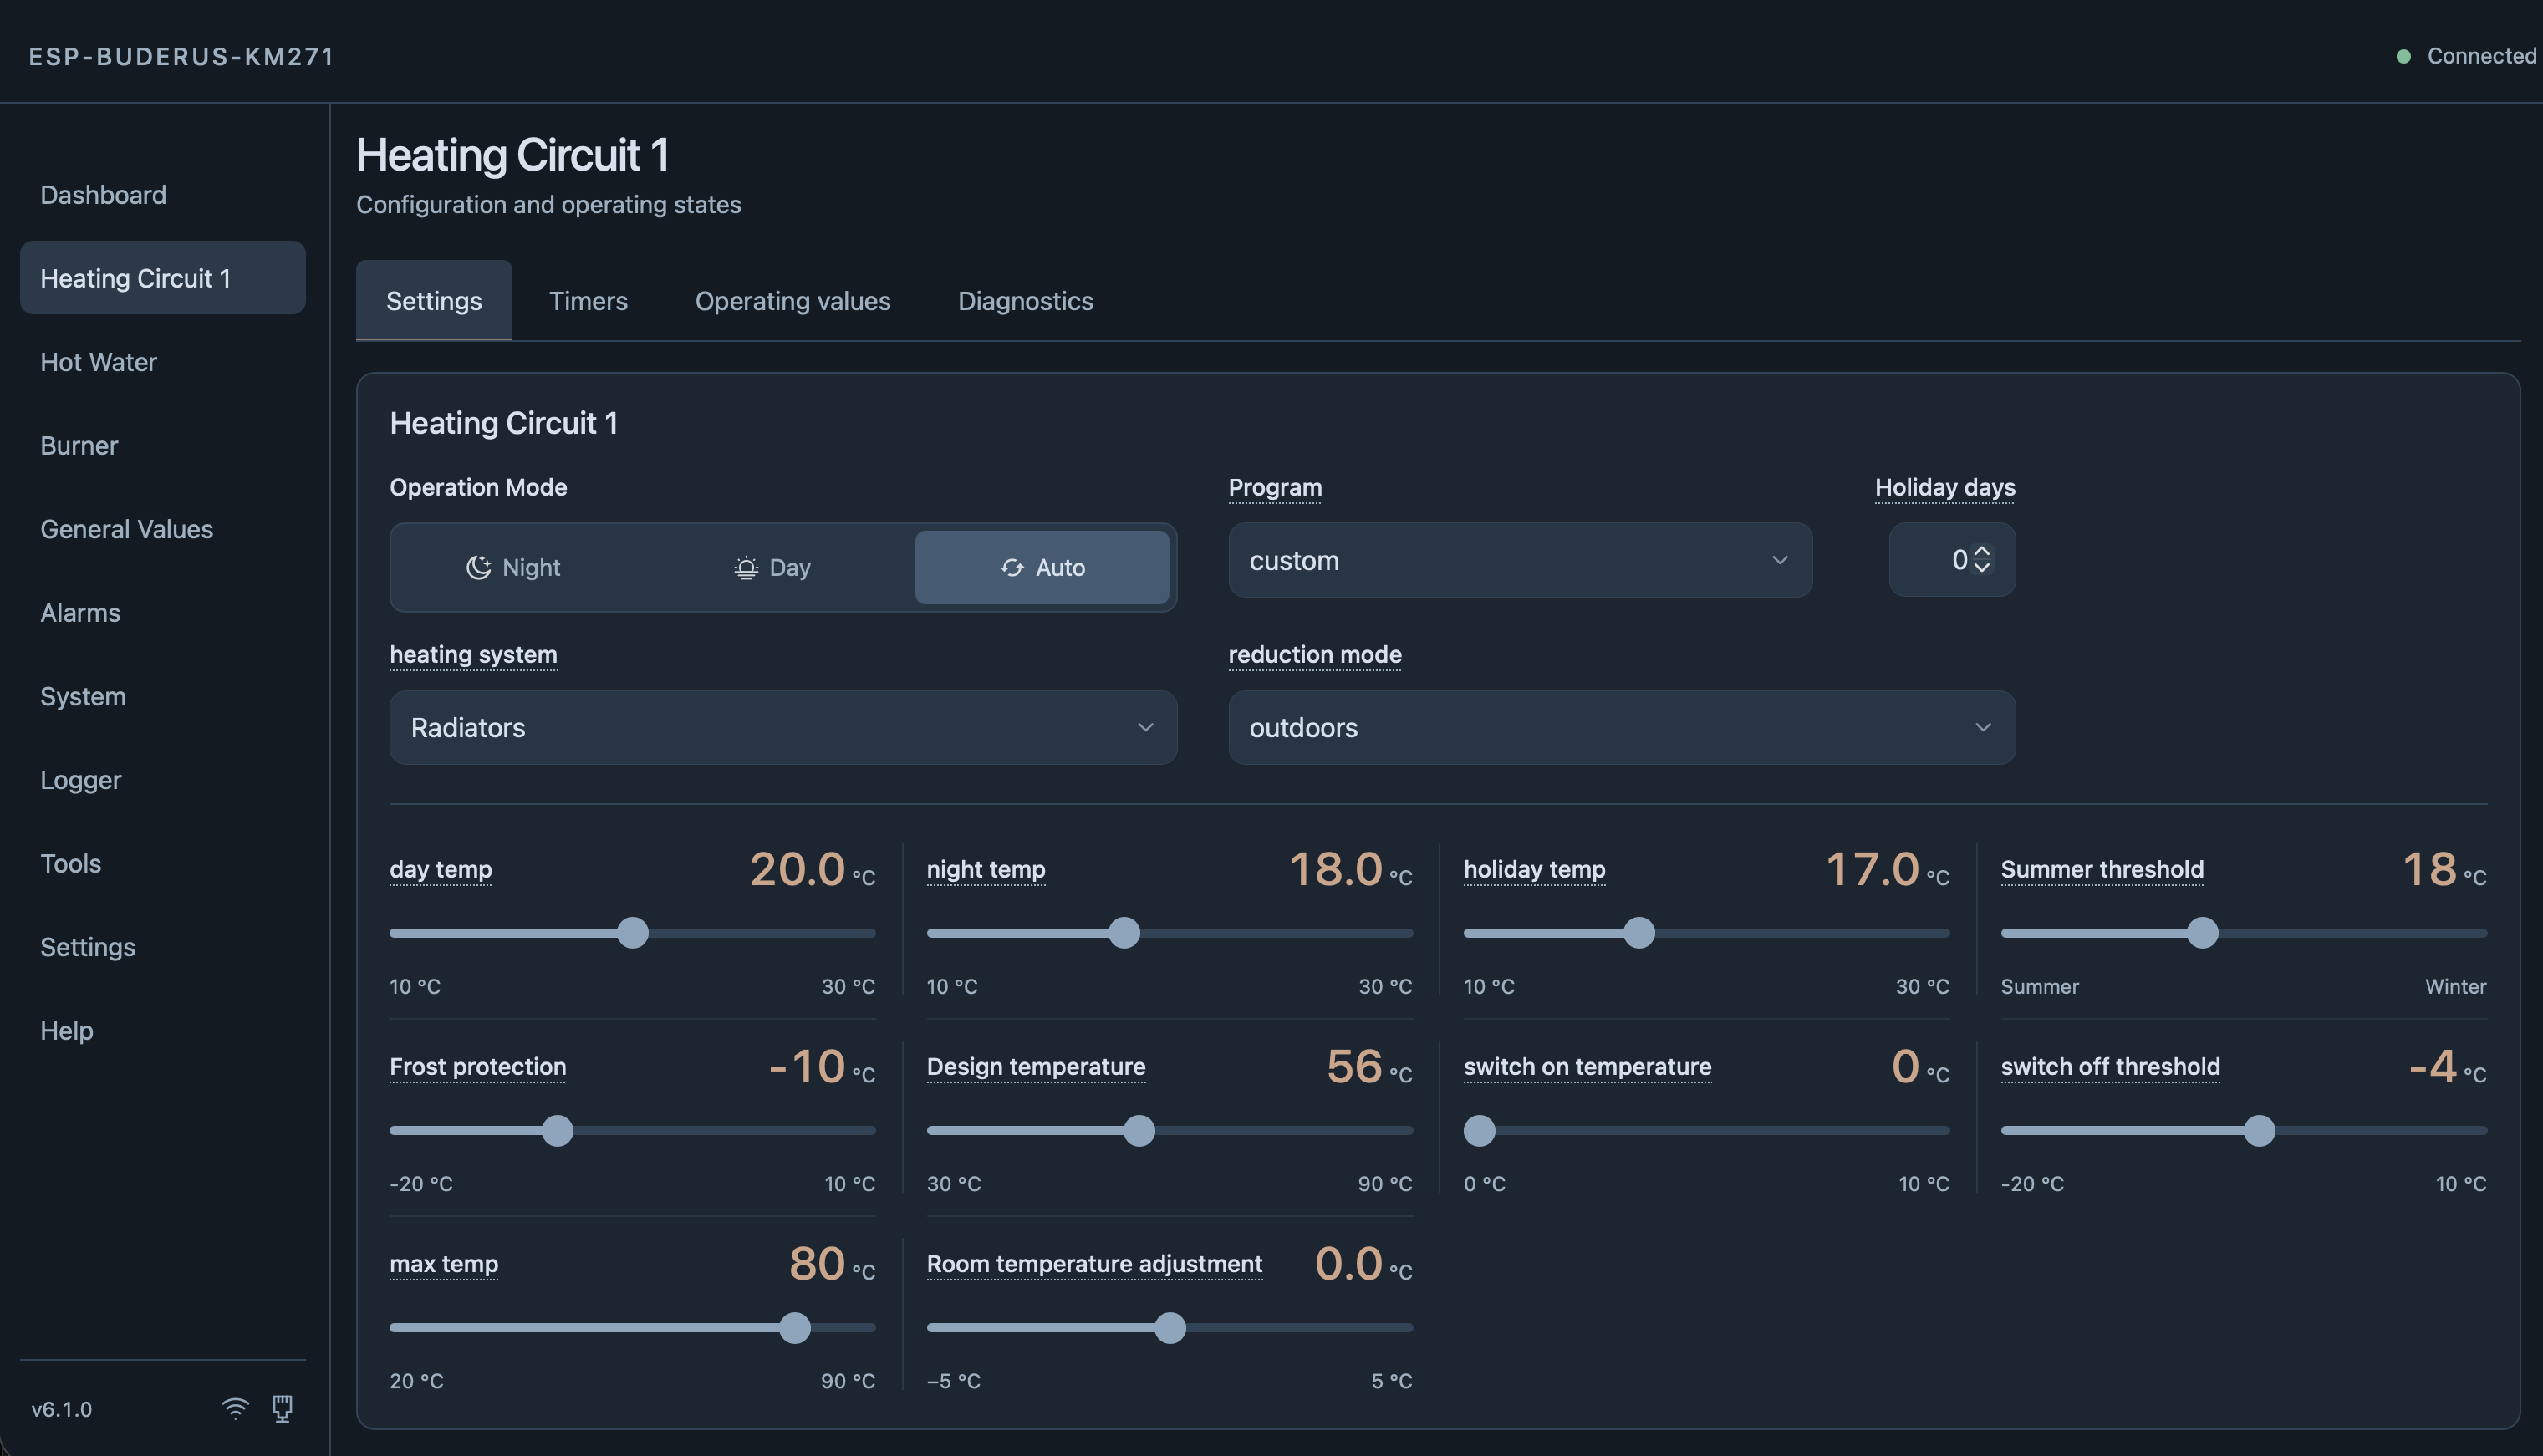 ESP-BUDERUS-KM271
Connected
Dashboard
Heating Circuit 1
Hot Water
Burner
General Values
Alarms
System
Logger
Tools
Settings
Help
v6.1.0
Heating Circuit 1
Configuration and operating states
Settings Timers Operating values Diagnostics
Heating Circuit 1
Operation Mode
Night Day Auto
Program
custom
Holiday days
0
heating system
Radiators
reduction mode
outdoors
day temp 20.0 °C
10 °C 30 °C
night temp 18.0 °C
10 °C 30 °C
holiday temp 17.0 °C
10 °C 30 °C
Summer threshold 18 °C
Summer Winter
Frost protection -10 °C
-20 °C 10 °C
Design temperature 56 °C
30 °C 90 °C
switch on temperature 0 °C
0 °C 10 °C
switch off threshold -4 °C
-20 °C 10 °C
max temp 80 °C
20 °C 90 °C
Room temperature adjustment 0.0 °C
–5 °C 5 °C